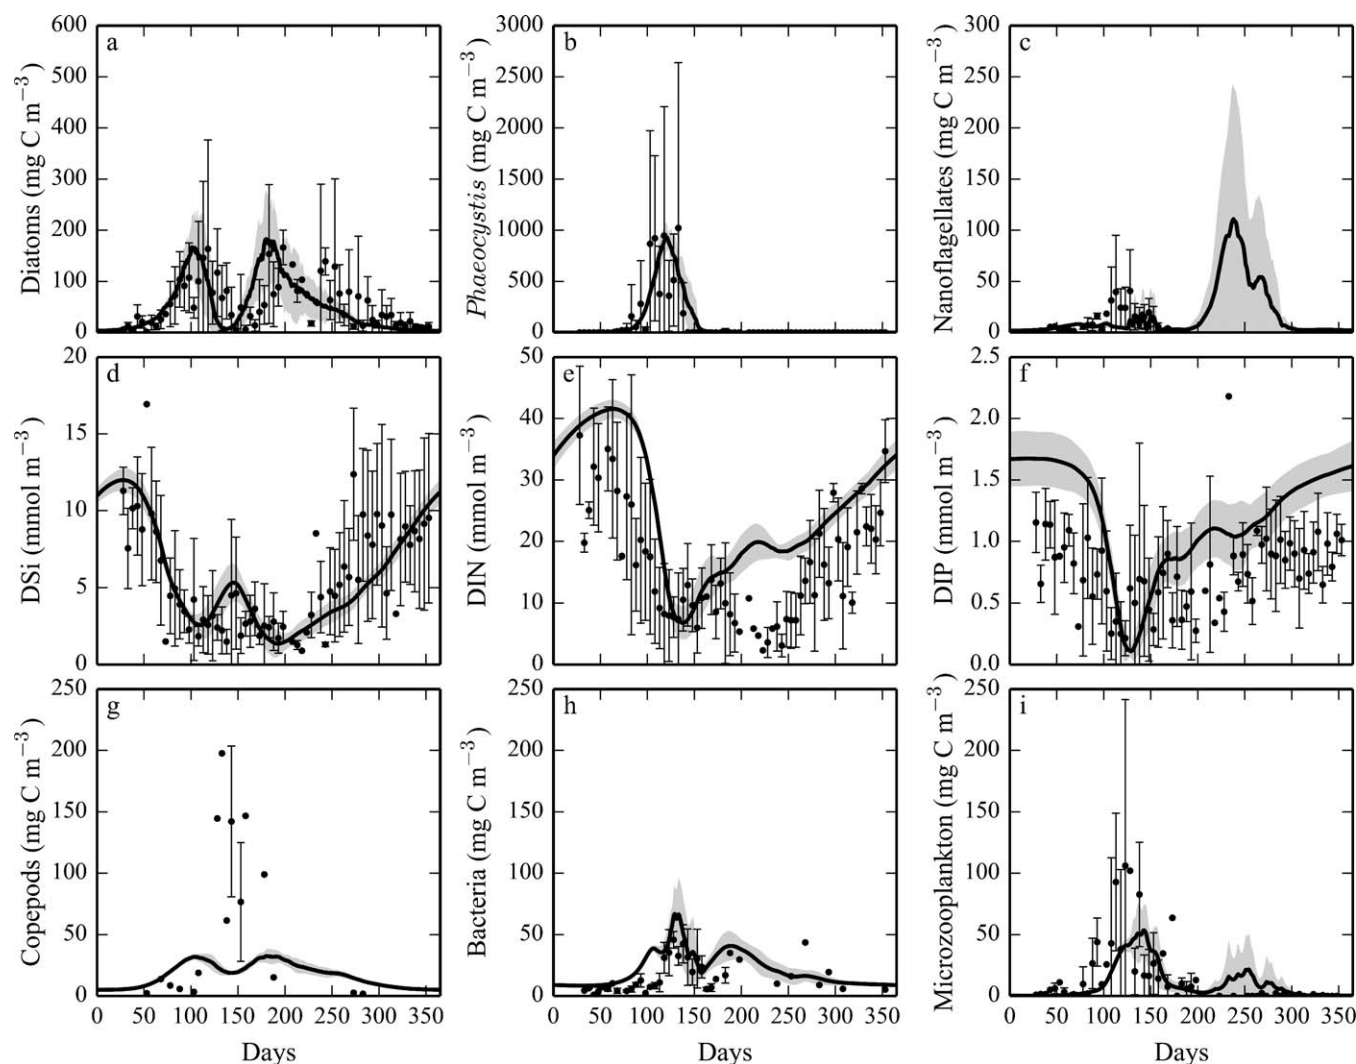 a
Diatoms (mg C m−3)
600
500
400
300
200
100
0
b
Phaeocystis (mg C m−3)
3000
2500
2000
1500
1000
500
0
c
Nanoflagellates (mg C m−3)
300
250
200
150
100
50
0
d
DSi (mmol m−3)
20
15
10
5
0
e
DIN (mmol m−3)
50
40
30
20
10
0
f
DIP (mmol m−3)
2.5
2.0
1.5
1.0
0.5
0.0
g
Copepods (mg C m−3)
250
200
150
100
50
0
0 50 100 150 200 250 300 350
Days
h
Bacteria (mg C m−3)
250
200
150
100
50
0
0 50 100 150 200 250 300 350
Days
i
Microzooplankton (mg C m−3)
250
200
150
100
50
0
0 50 100 150 200 250 300 350
Days